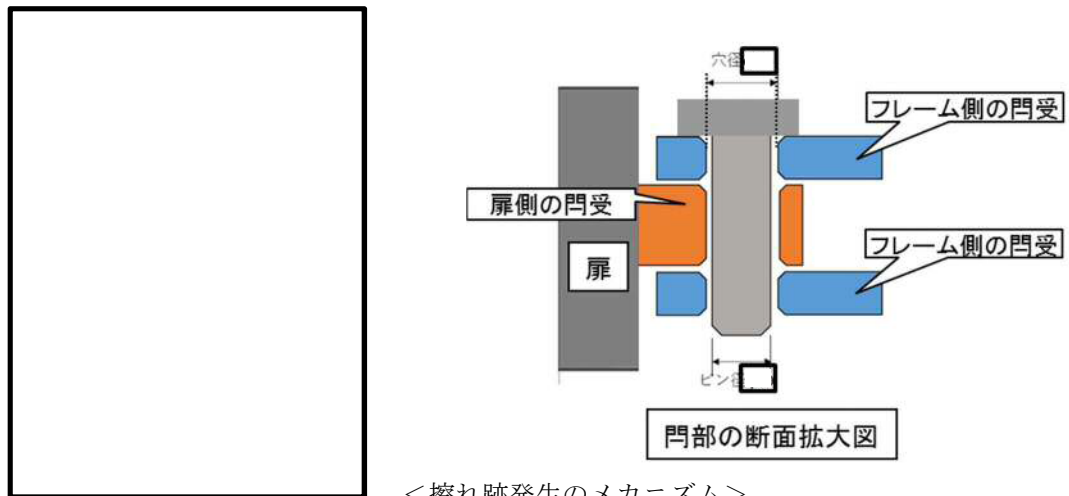 穴径
フレーム側の閂受
扉側の閂受
扉
フレーム側の閂受
ピン径
閂部の断面拡大図
＜擦れ跡発生のメカニズム＞